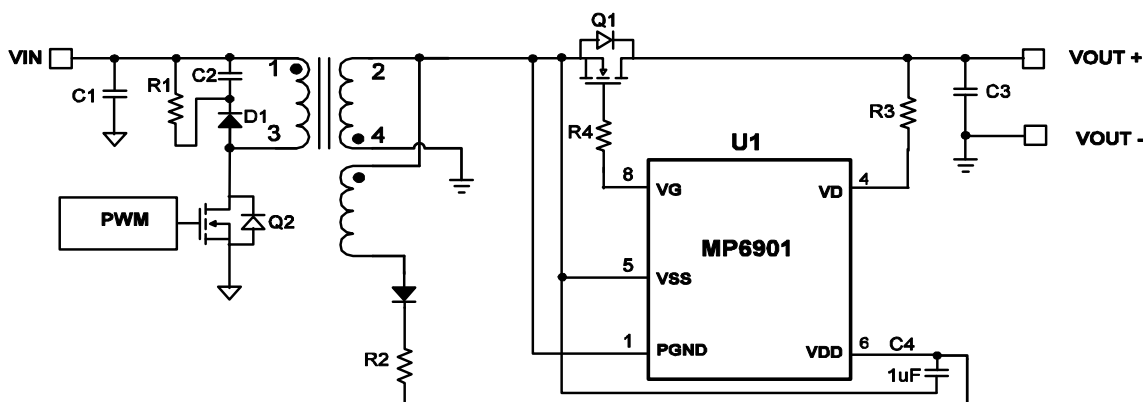 Q1
VIN
VOUT +
1
2
C1
R1
C2
D1
3
4
C3
R3
R4
VOUT -
U1
8
VG
VD
4
PWM
Q2
MP6901
5
VSS
1
PGND
VDD
6
C4
R2
1uF